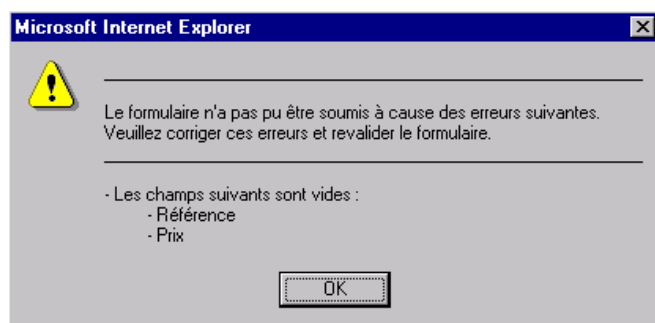 Microsoft Internet Explorer
Le formulaire n'a pas pu être soumis à cause des erreurs suivantes.
Veuillez corriger ces erreurs et revalider le formulaire.
- Les champs suivants sont vides :
- Référence
- Prix
OK